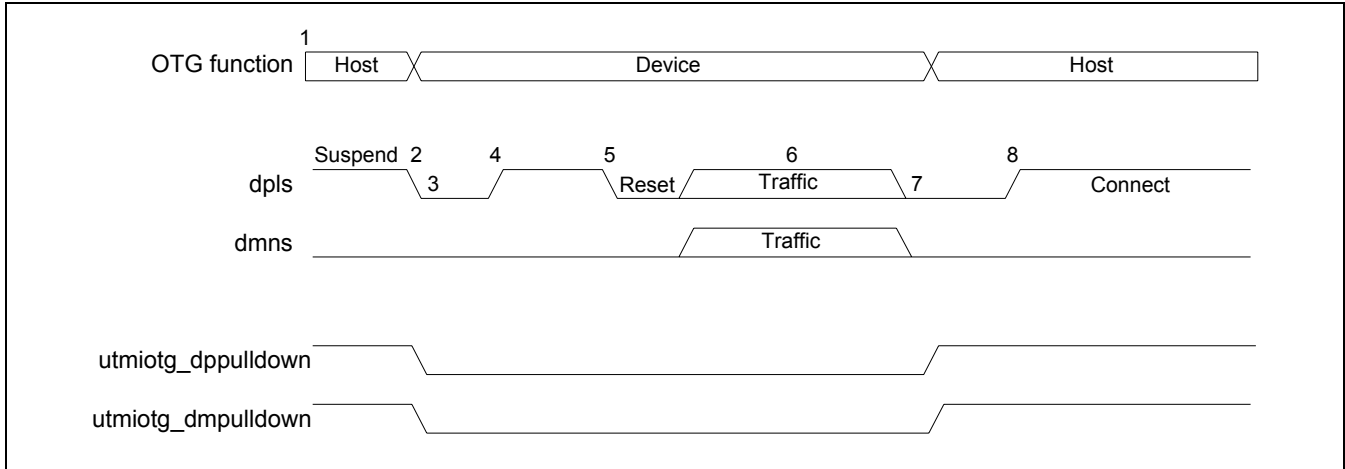 1
OTG function Host Device Host
Suspend 2 4 5 6 8
dpls 3 Reset Traffic 7 Connect
dmns Traffic
utmiotg_dppulldown
utmiotg_dmpulldown